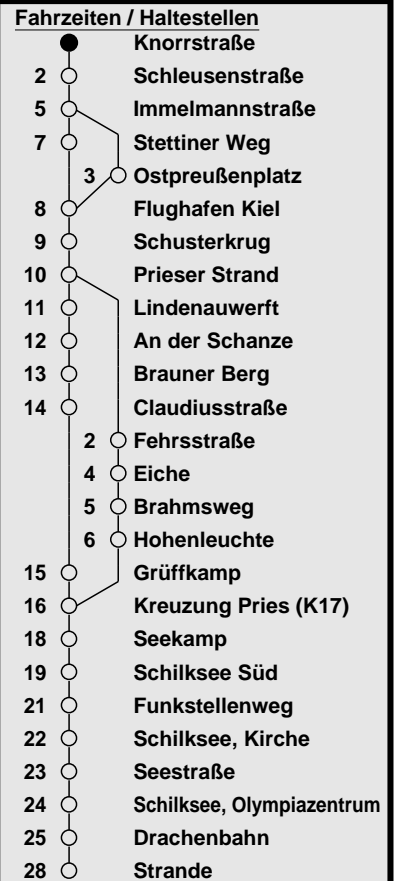 Fahrzeiten / Haltestellen
Knorrstraße
2 Schleusenstraße
5 Immelmannstraße
7 Stettiner Weg
3 Ostpreußenplatz
8 Flughafen Kiel
9 Schusterkrug
10 Prieser Strand
11 Lindenauwerft
12 An der Schanze
13 Brauner Berg
14 Claudiusstraße
2 Fehrsstraße
4 Eiche
5 Brahmsweg
6 Hohenleuchte
15 Grüffkamp
16 Kreuzung Pries (K17)
18 Seekamp
19 Schilksee Süd
21 Funkstellenweg
22 Schilksee, Kirche
23 Seestraße
24 Schilksee, Olympiazentrum
25 Drachenbahn
28 Strande